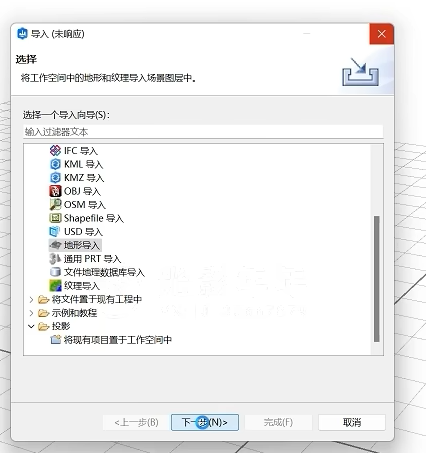 导入 (未响应)
选择
将工作空间中的地形和纹理导入场景图层中。
选择一个导入向导(S):
输入过滤器文本
IFC 导入
KML 导入
KMZ 导入
OBJ 导入
OSM 导入
Shapefile 导入
USD 导入
地形导入
通用 PRT 导入
文件地理数据库导入
纹理导入
将文件置于现有工程中
示例和教程
投影
将现有项目置于工作空间中
<上一步(B) 下一步(N)> 完成(F) 取消